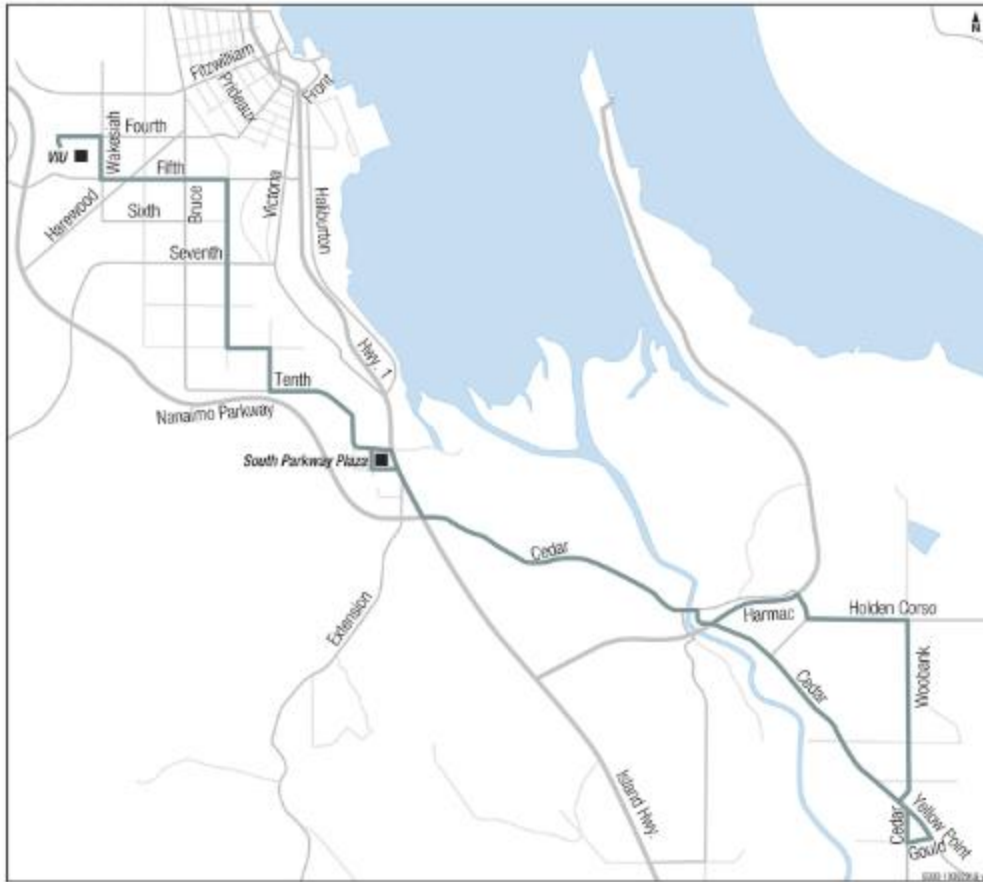 N
Fitzwilliam
Prideaux
Front
Wakesiah
Fourth
VIU
Fifth
Victoria
Haliburton
Harewood
Sixth
Bruce
Seventh
Hwy. 1
Tenth
Nanaimo Parkway
South Parkway Plaza
Cedar
Extension
Harmac
Holden Corso
Cedar
Woobank
Island Hwy.
Yellow Point
Cedar
Gould